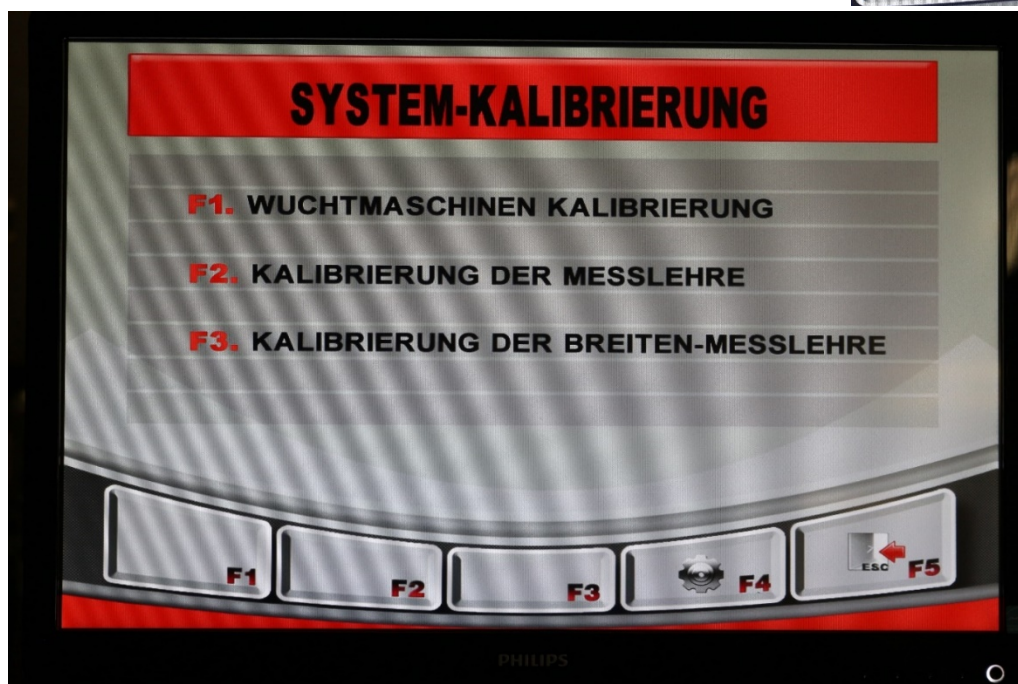 SYSTEM-KALIBRIERUNG
F1. WUCHTMASCHINEN KALIBRIERUNG
F2. KALIBRIERUNG DER MESSLEHRE
F3. KALIBRIERUNG DER BREITEN-MESSLEHRE
F1
F2
F3
F4
ESC F5
PHILIPS